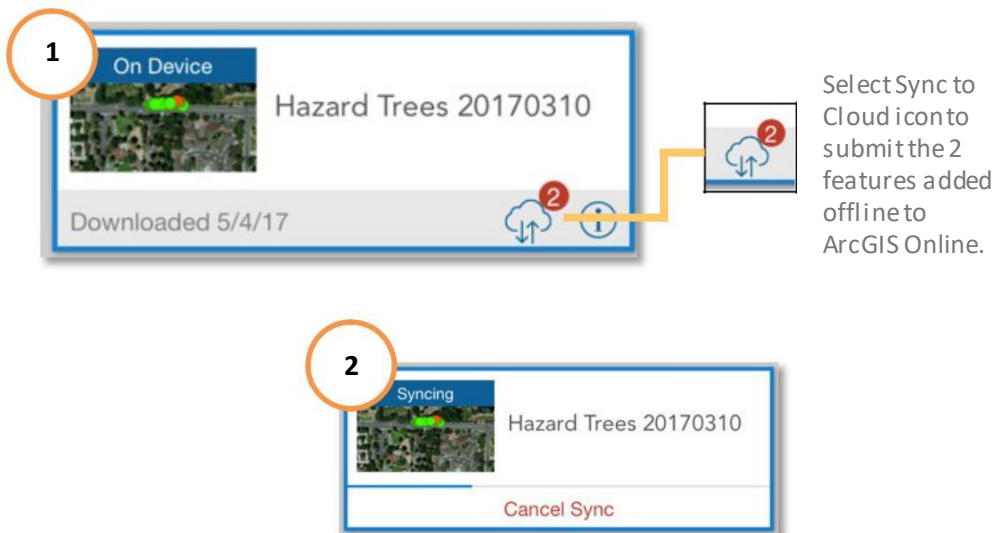 1
On Device
Hazard Trees 20170310
Downloaded 5/4/17
2
2
Select Sync to
Cloud icon to
submit the 2
features added
offline to
ArcGIS Online.
2
Syncing
Hazard Trees 20170310
Cancel Sync